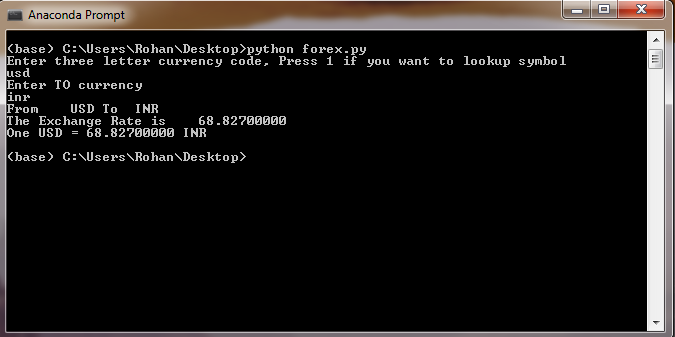 Anaconda Prompt
(base) C:\Users\Rohan\Desktop>python forex.py
Enter three letter currency code, Press 1 if you want to lookup symbol
usd
Enter TO currency
inr
From    USD To  INR
The Exchange Rate is    68.82700000
One USD = 68.82700000 INR
(base) C:\Users\Rohan\Desktop>